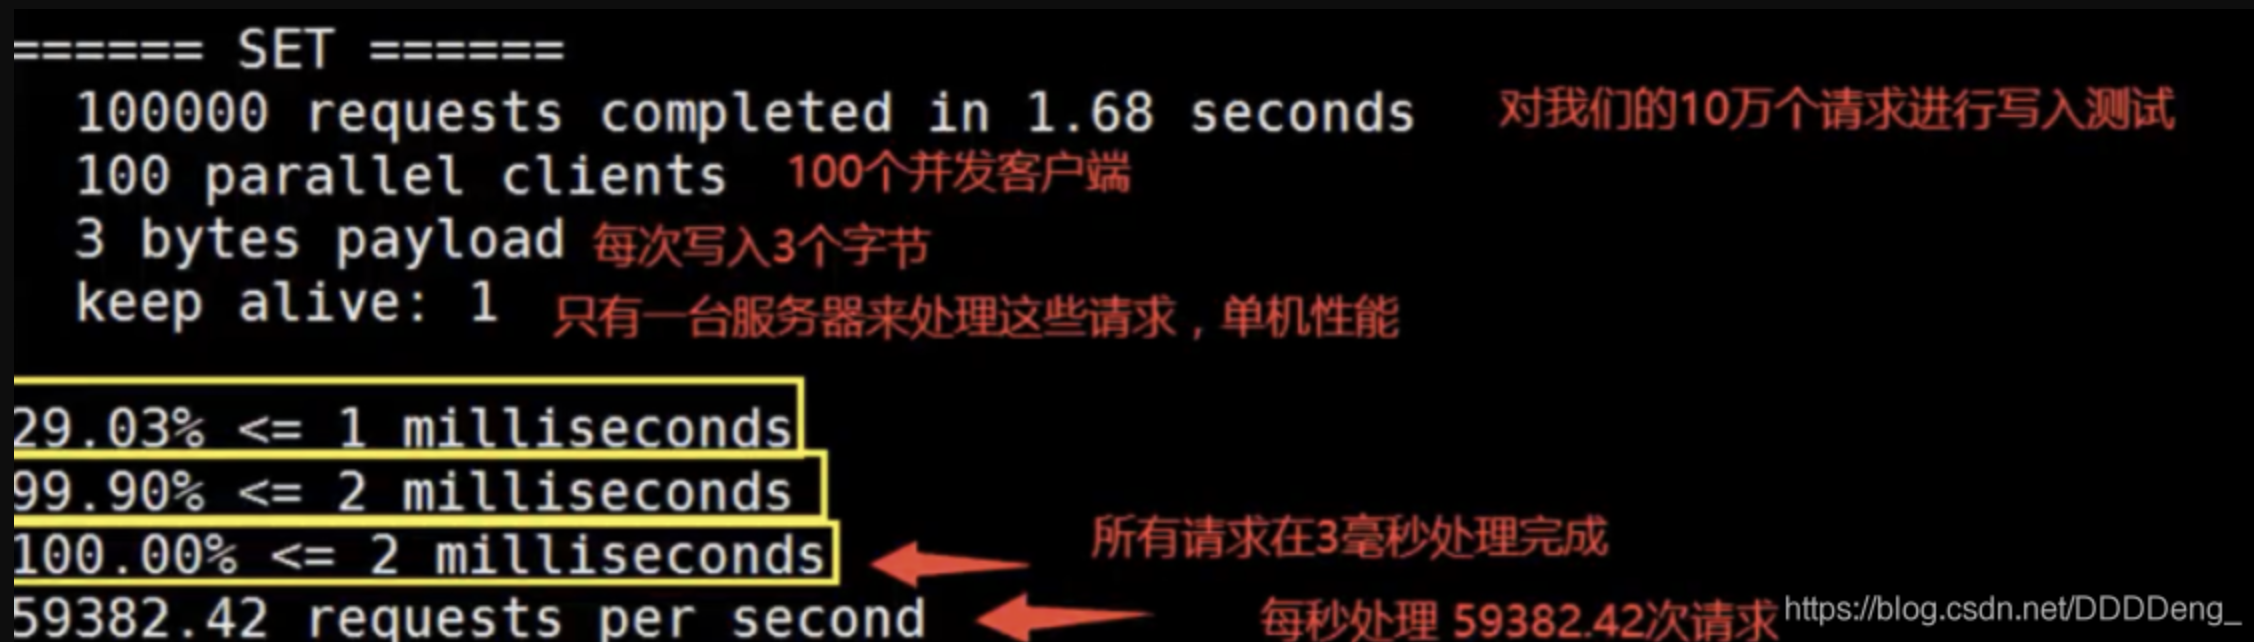 ====== SET ======
100000 requests completed in 1.68 seconds 对我们的10万个请求进行写入测试
100 parallel clients 100个并发客户端
3 bytes payload 每次写入3个字节
keep alive: 1 只有一台服务器来处理这些请求，单机性能
29.03% <= 1 milliseconds
99.90% <= 2 milliseconds
100.00% <= 2 milliseconds 所有请求在3毫秒处理完成
59382.42 requests per second 每秒处理 59382.42次请求 https://blog.csdn.net/DDDDeng_